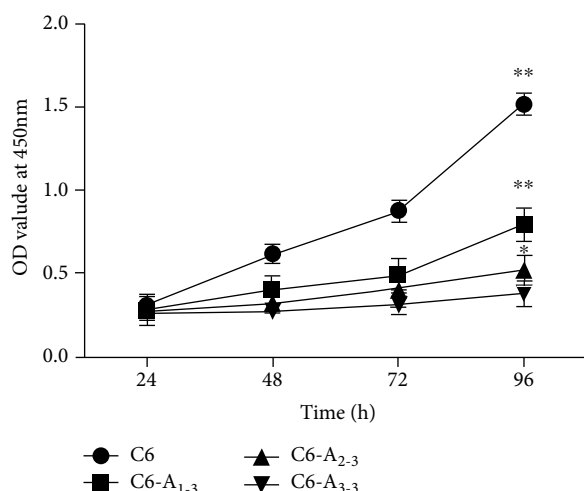 2.0
**
1.5
**
1.0
*
0.5
0.0
OD valude at 450nm
24 48 72 96
Time (h)
C6 C6-A2-3
C6-A1-3 C6-A3-3